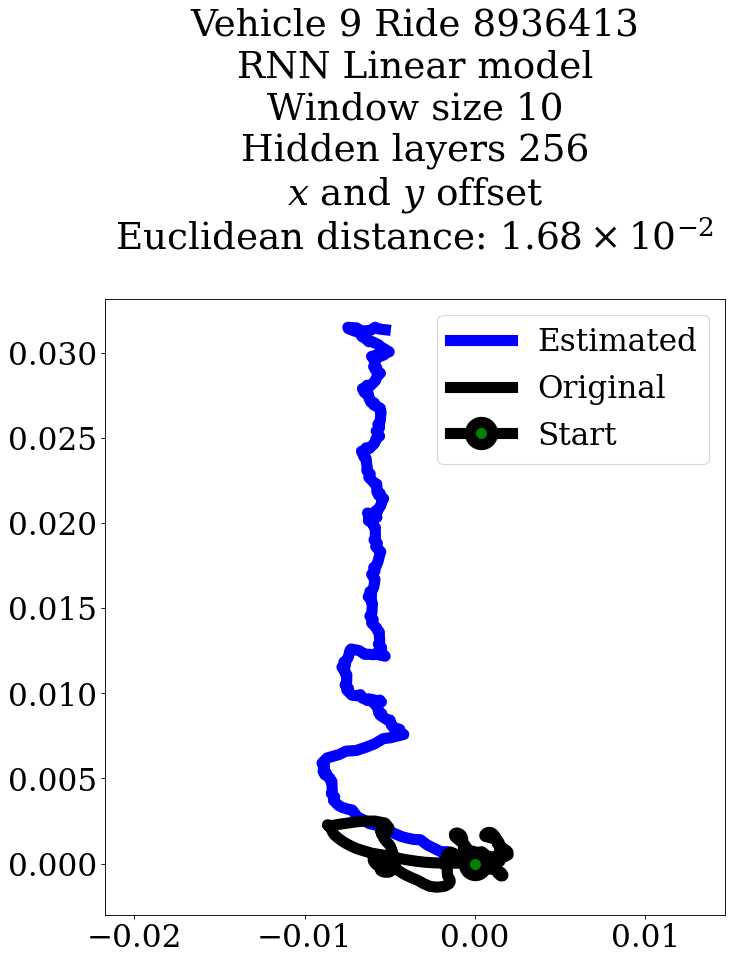 Vehicle 9 Ride 8936413
RNN Linear model
Window size 10
Hidden layers 256
x and y offset
Euclidean distance: 1.68 × 10⁻²
Estimated
Original
Start
0.030
0.025
0.020
0.015
0.010
0.005
0.000
−0.02 −0.01 0.00 0.01